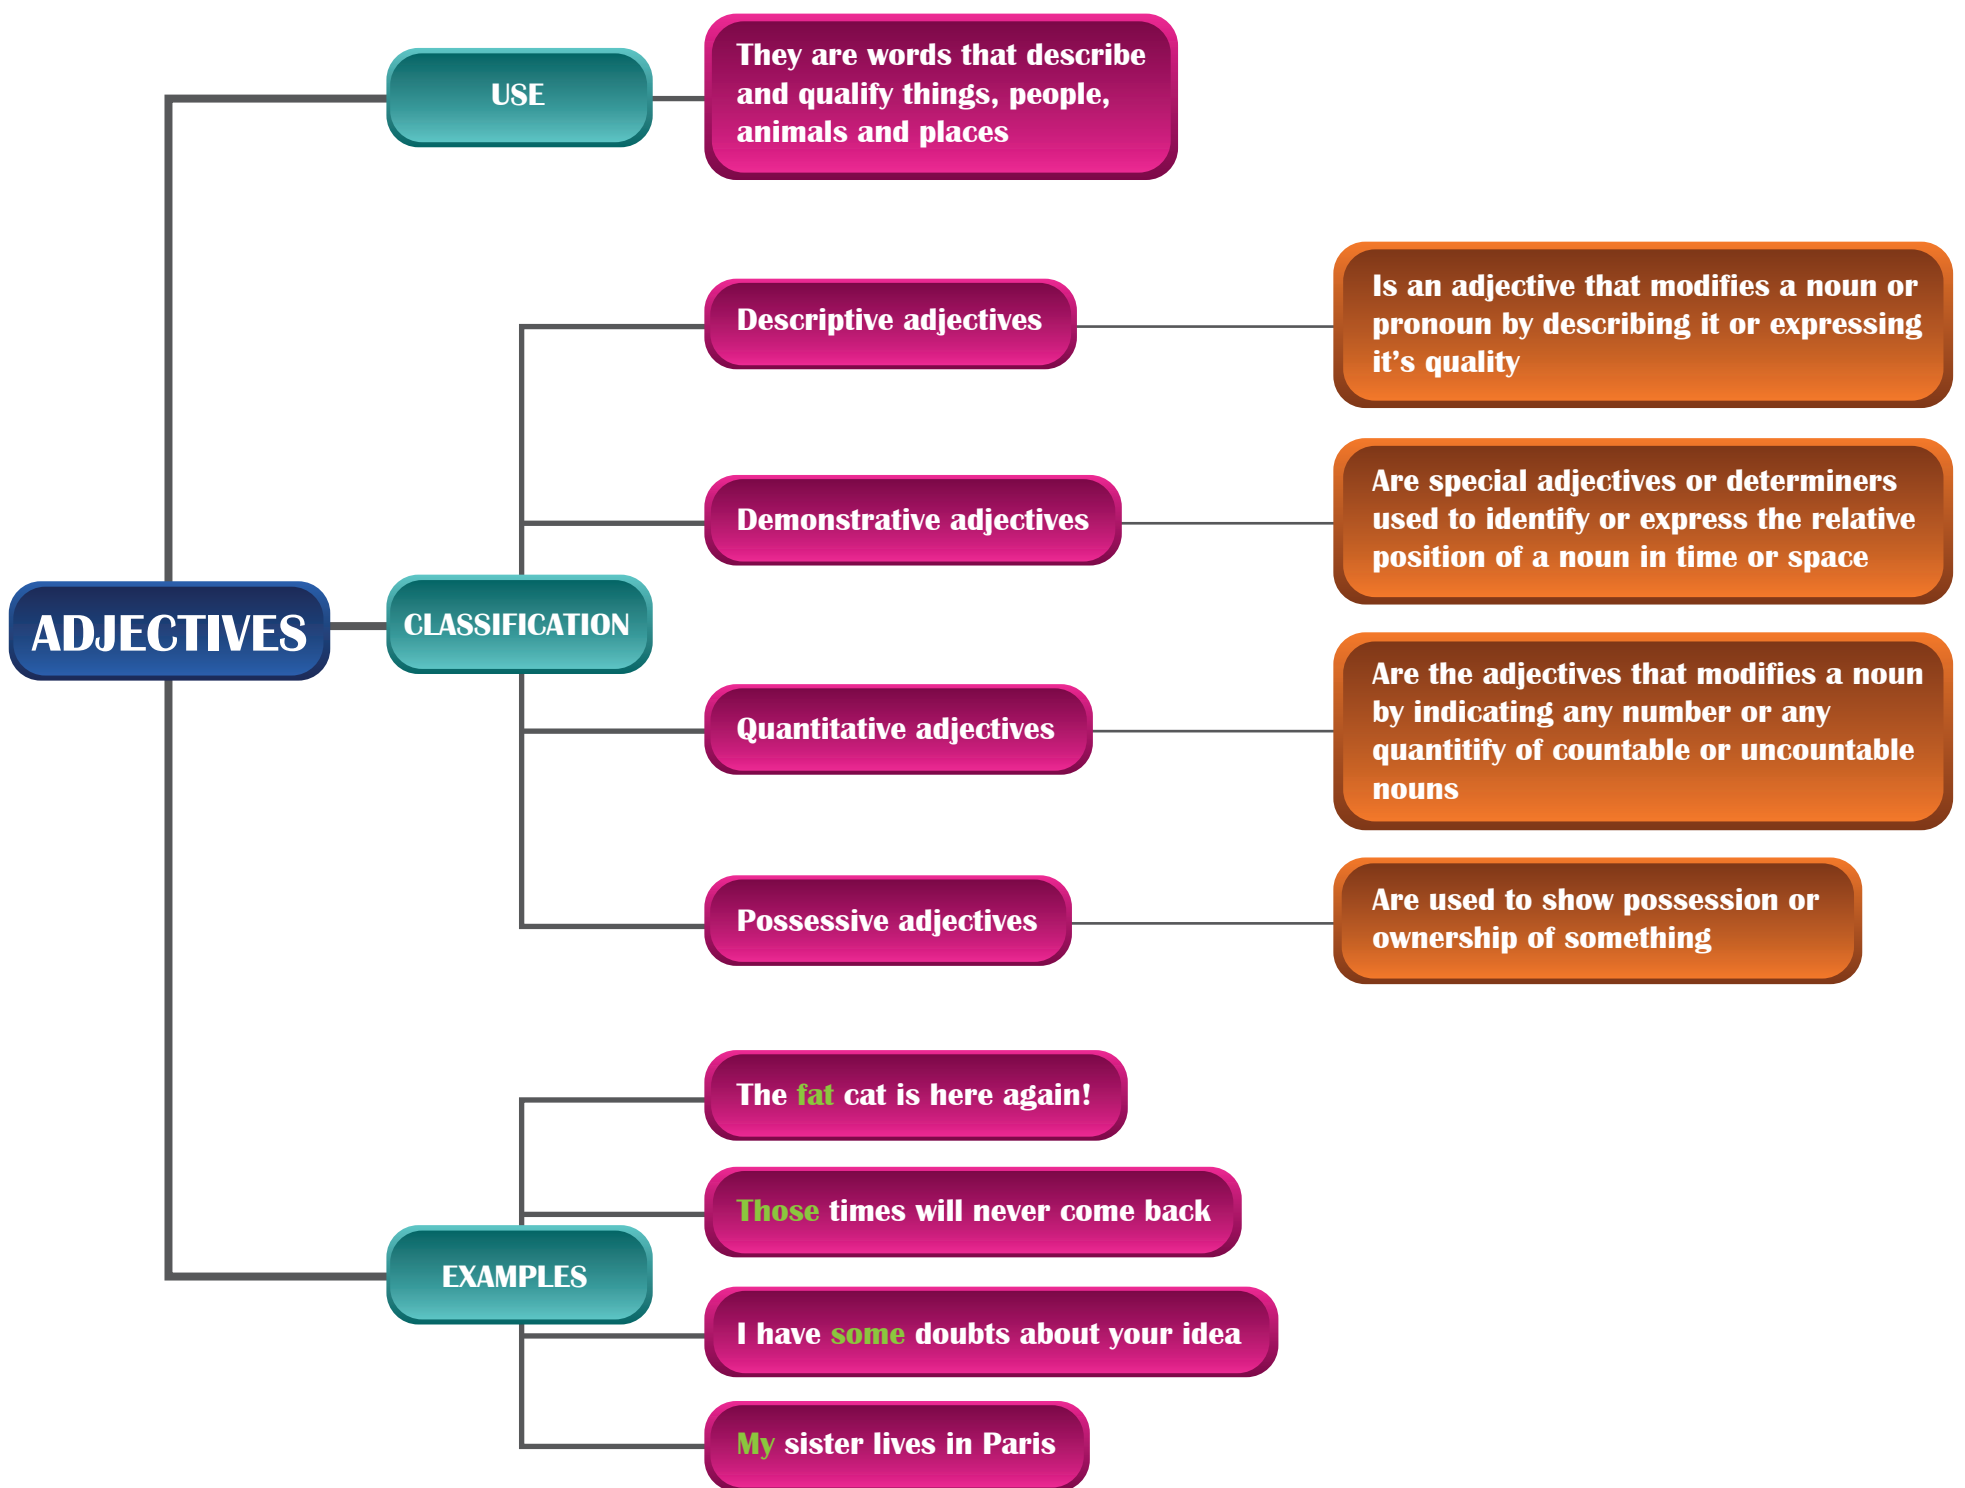 USE
They are words that describe
and qualify things, people,
animals and places
ADJECTIVES
CLASSIFICATION
Descriptive adjectives
Is an adjective that modifies a noun or
pronoun by describing it or expressing
it’s quality
Demonstrative adjectives
Are special adjectives or determiners
used to identify or express the relative
position of a noun in time or space
Quantitative adjectives
Are the adjectives that modifies a noun
by indicating any number or any
quantitify of countable or uncountable
nouns
Possessive adjectives
Are used to show possession or
ownership of something
EXAMPLES
The fat cat is here again!
Those times will never come back
I have some doubts about your idea
My sister lives in Paris